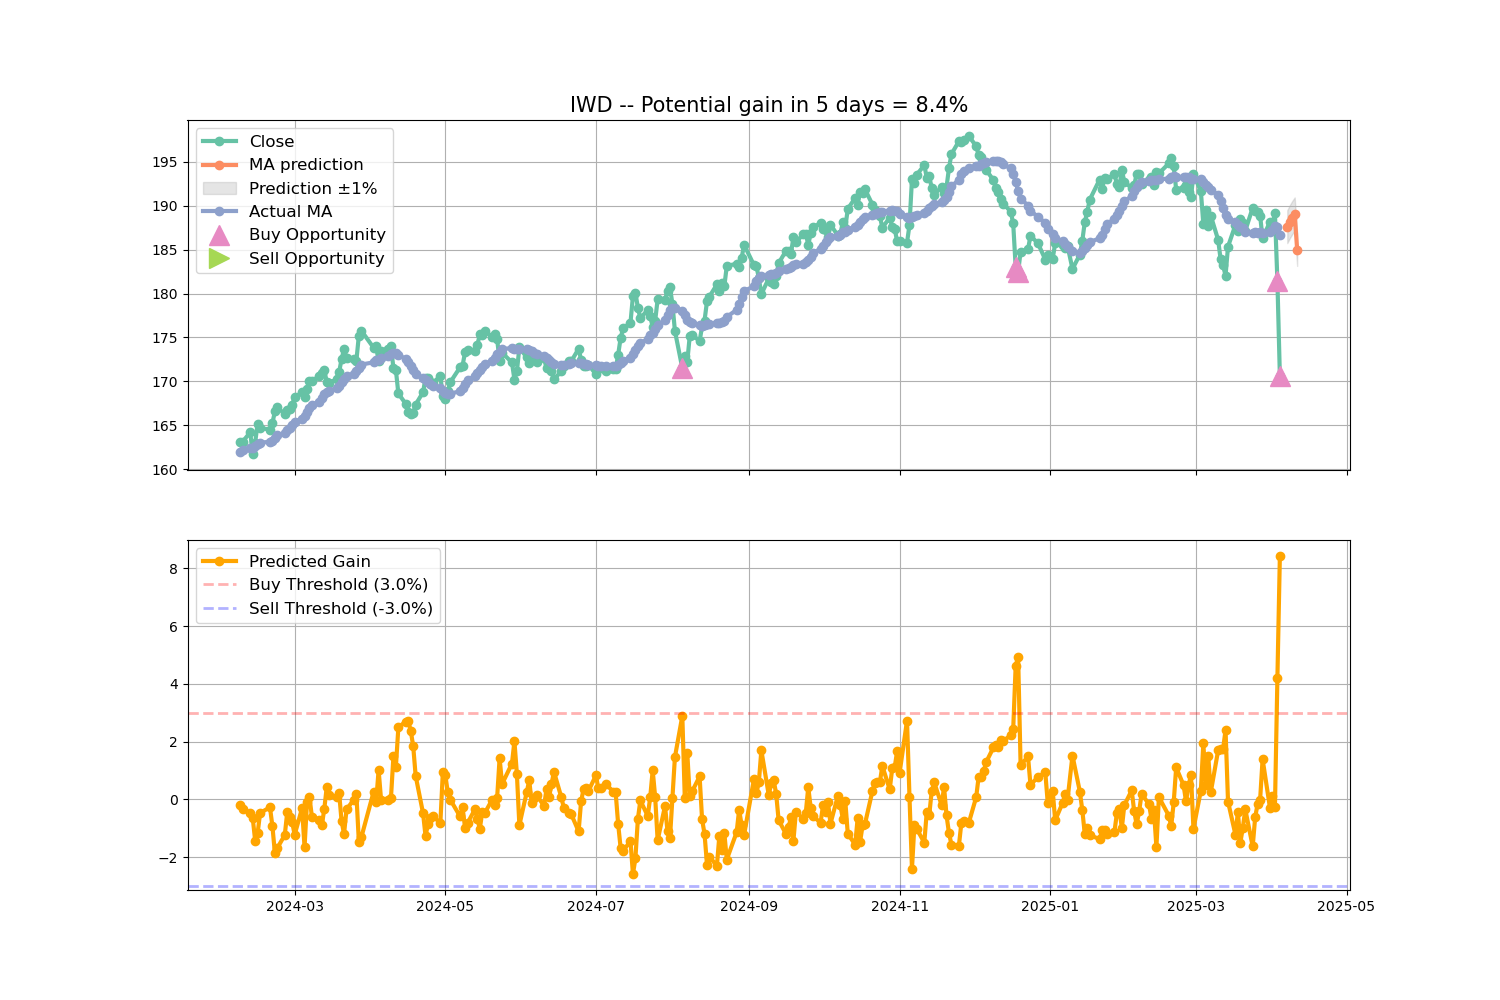 IWD -- Potential gain in 5 days = 8.4%
Close
MA prediction
Prediction ±1%
Actual MA
Buy Opportunity
Sell Opportunity
195
190
185
180
175
170
165
160
Predicted Gain
Buy Threshold (3.0%)
Sell Threshold (-3.0%)
8
6
4
2
0
−2
2024-03 2024-05 2024-07 2024-09 2024-11 2025-01 2025-03 2025-05